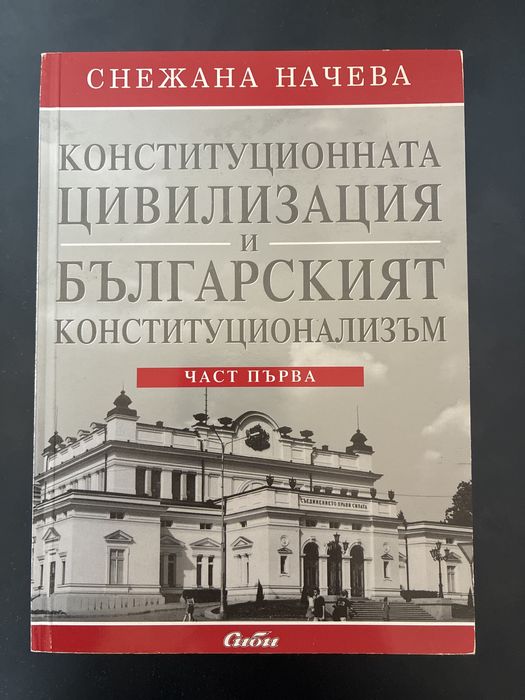 СНЕЖАНА НАЧЕВА
КОНСТИТУЦИОННАТА
ЦИВИЛИЗАЦИЯ
И
БЪЛГАРСКИЯТ
КОНСТИТУЦИОНАЛИЗЪМ
ЧАСТ ПЪРВА
СЪЕДИНЕНИЕТО ПРАВИ СИЛАТА
Сиби